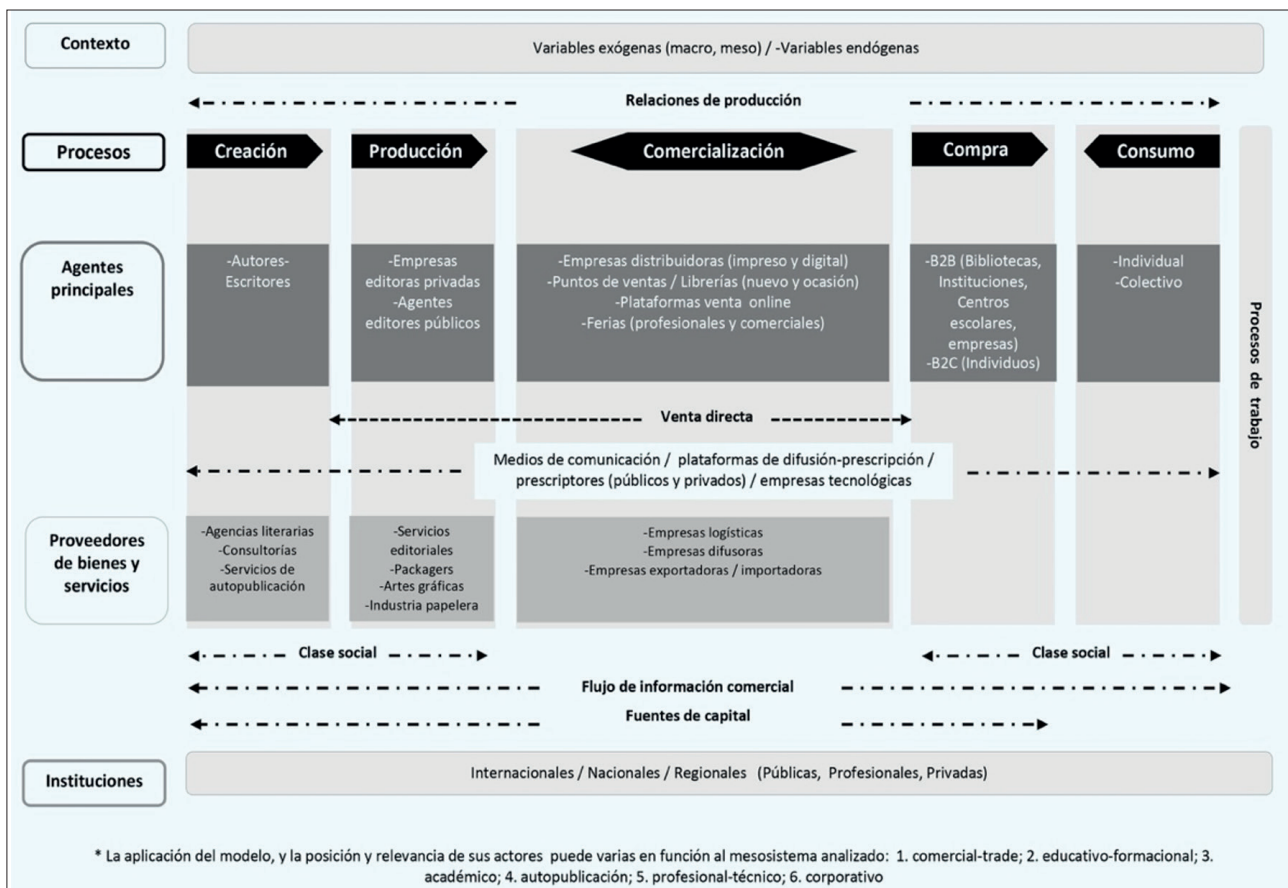 Contexto
Variables exógenas (macro, meso) / -Variables endógenas
Relaciones de producción
Procesos
Creación
Producción
Comercialización
Compra
Consumo
Agentes
principales
-Autores-
Escritores
-Empresas
editoras privadas
-Agentes
editores públicos
-Empresas distribuidoras (impreso y digital)
-Puntos de ventas / Librerías (nuevo y ocasión)
-Plataformas venta online
-Ferias (profesionales y comerciales)
-B2B (Bibliotecas,
Instituciones,
Centros
escolares,
empresas)
-B2C (Individuos)
-Individual
-Colectivo
Procesos de trabajo
Venta directa
Medios de comunicación / plataformas de difusión-prescripción /
prescriptores (públicos y privados) / empresas tecnológicas
Proveedores
de bienes y
servicios
-Agencias literarias
-Consultorías
-Servicios de
autopublicación
-Servicios
editoriales
-Packagers
-Artes gráficas
-Industria papelera
-Empresas logísticas
-Empresas difusoras
-Empresas exportadoras / importadoras
Clase social
Clase social
Flujo de información comercial
Fuentes de capital
Instituciones
Internacionales / Nacionales / Regionales (Públicas, Profesionales, Privadas)
* La aplicación del modelo, y la posición y relevancia de sus actores puede varias en función al mesosistema analizado: 1. comercial-trade; 2. educativo-formacional; 3.
académico; 4. autopublicación; 5. profesional-técnico; 6. corporativo